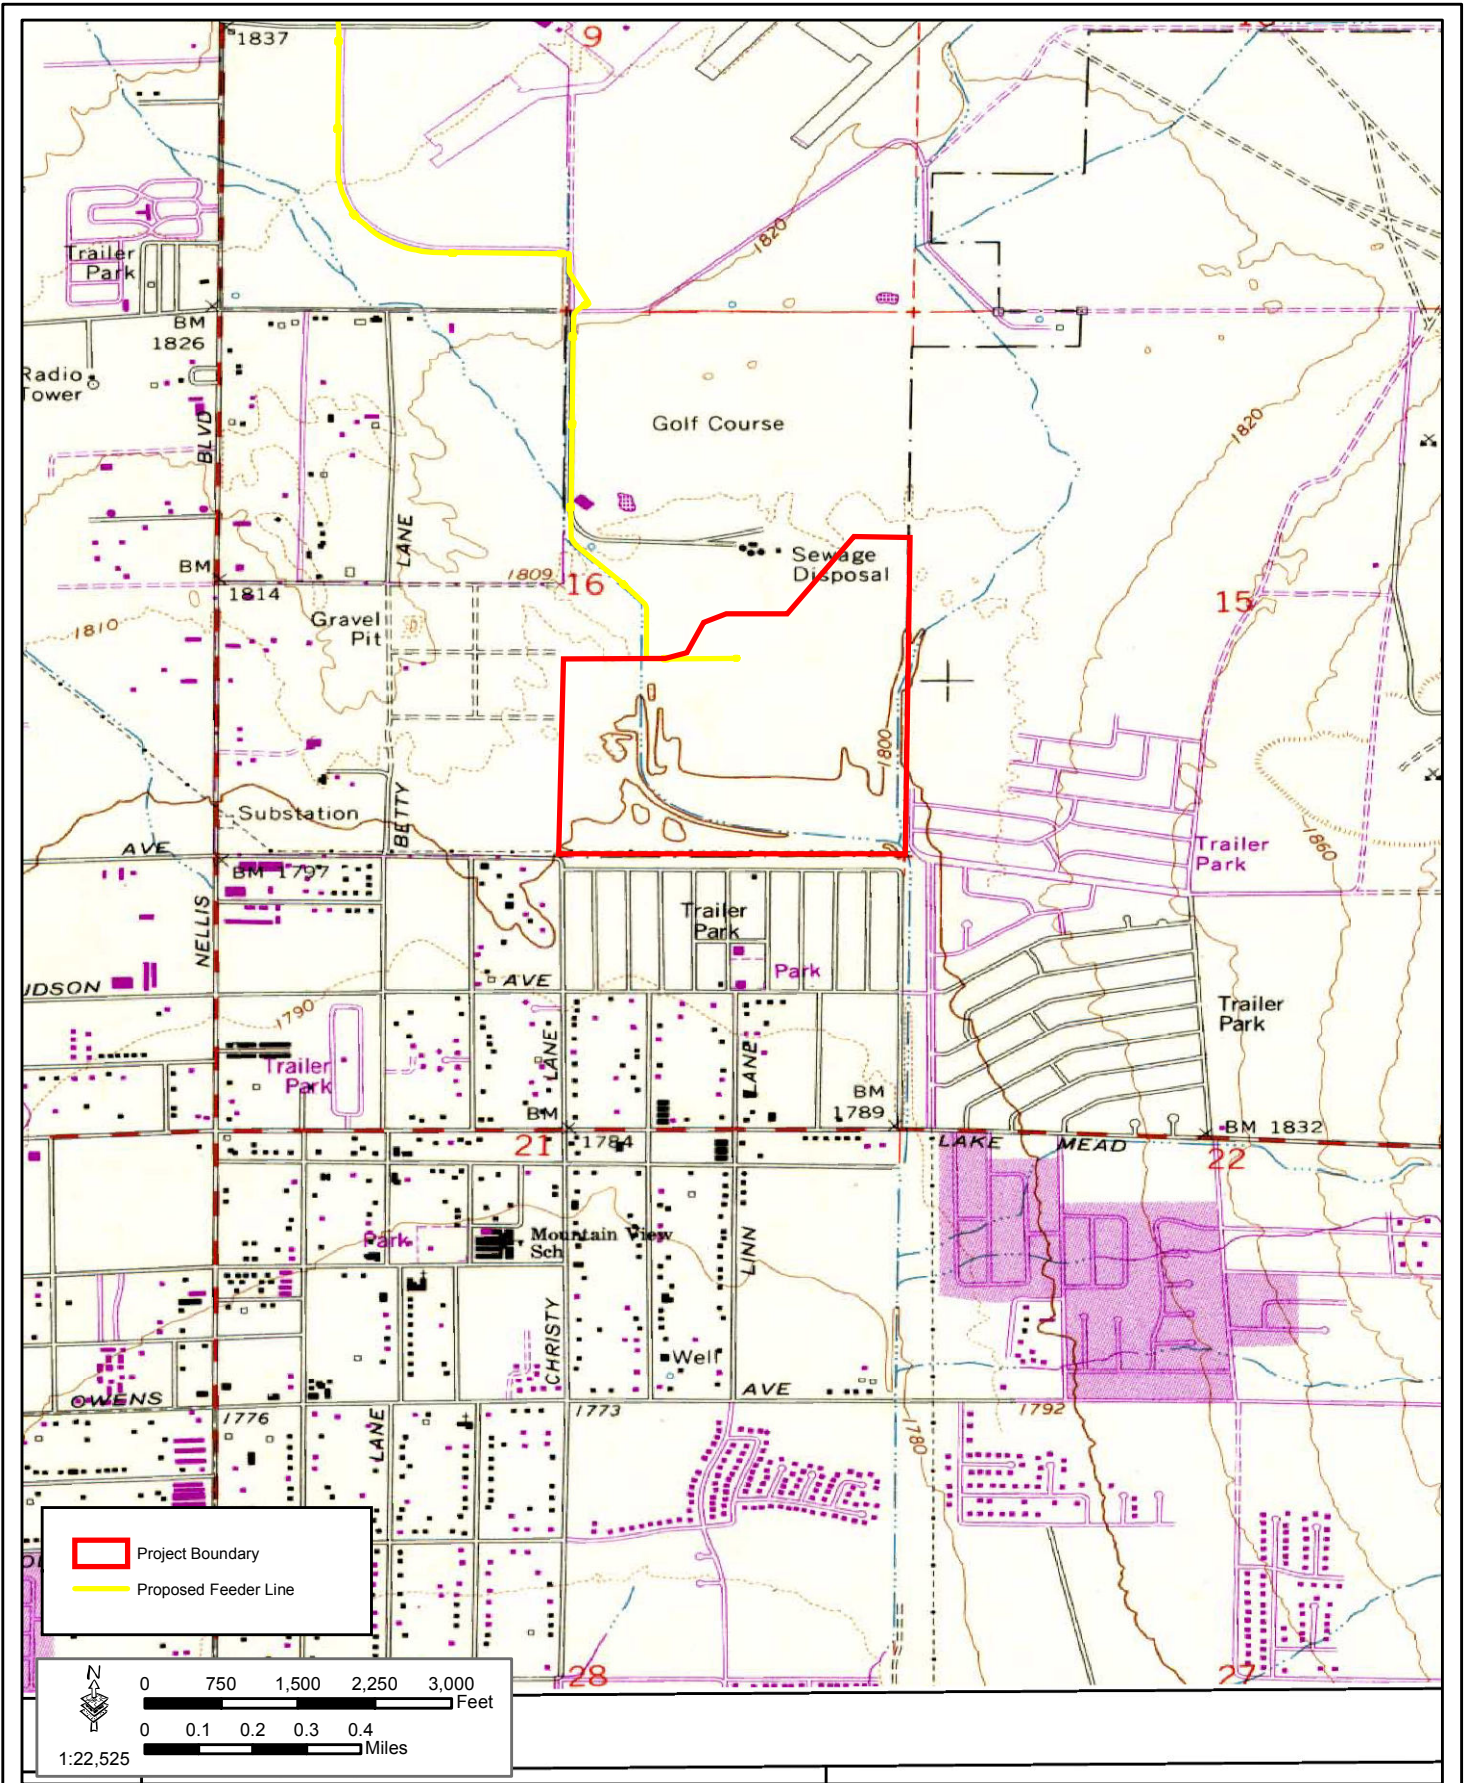 1837
9
Trailer
Park
1820
BM
1826
Radio
Tower
BLVD
Golf Course
1820
LANE
BM
1814
1809
16
Sewage
Disposal
15
1810
Gravel
Pit
1800
Substation
BETTY
AVE
BM 1797
Trailer
Park
1860
NELLIS
Trailer
Park
Park
AVE
Trailer
Park
1790
Trailer
Park
LANE
LANE
BM
1789
BM
1784
21
LAKE MEAD
BM 1832
22
Park
Mountain View
Sch
LINN
CHRISTY
Well
OWENS
AVE
1776
LANE
1773
1780
1792
Project Boundary
Proposed Feeder Line
28
27
N
0 750 1,500 2,250 3,000
Feet
0 0.1 0.2 0.3 0.4
Miles
1:22,525